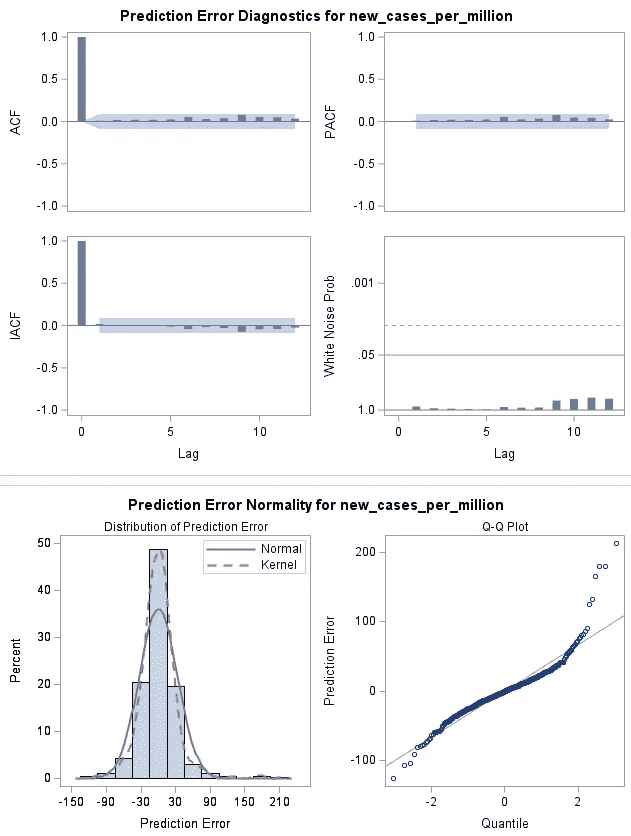 Prediction Error Diagnostics for new_cases_per_million
1.0
0.5
0.0
-0.5
-1.0
ACF
1.0
0.5
0.0
-0.5
-1.0
PACF
1.0
0.5
0.0
-0.5
-1.0
IACF
0 5 10
Lag
.001
.05
1.0
White Noise Prob
0 5 10
Lag
Prediction Error Normality for new_cases_per_million
Distribution of Prediction Error
50
40
30
20
10
0
Percent
Normal
Kernel
-150 -90 -30 30 90 150 210
Prediction Error
Q-Q Plot
200
100
0
-100
Prediction Error
-2 0 2
Quantile